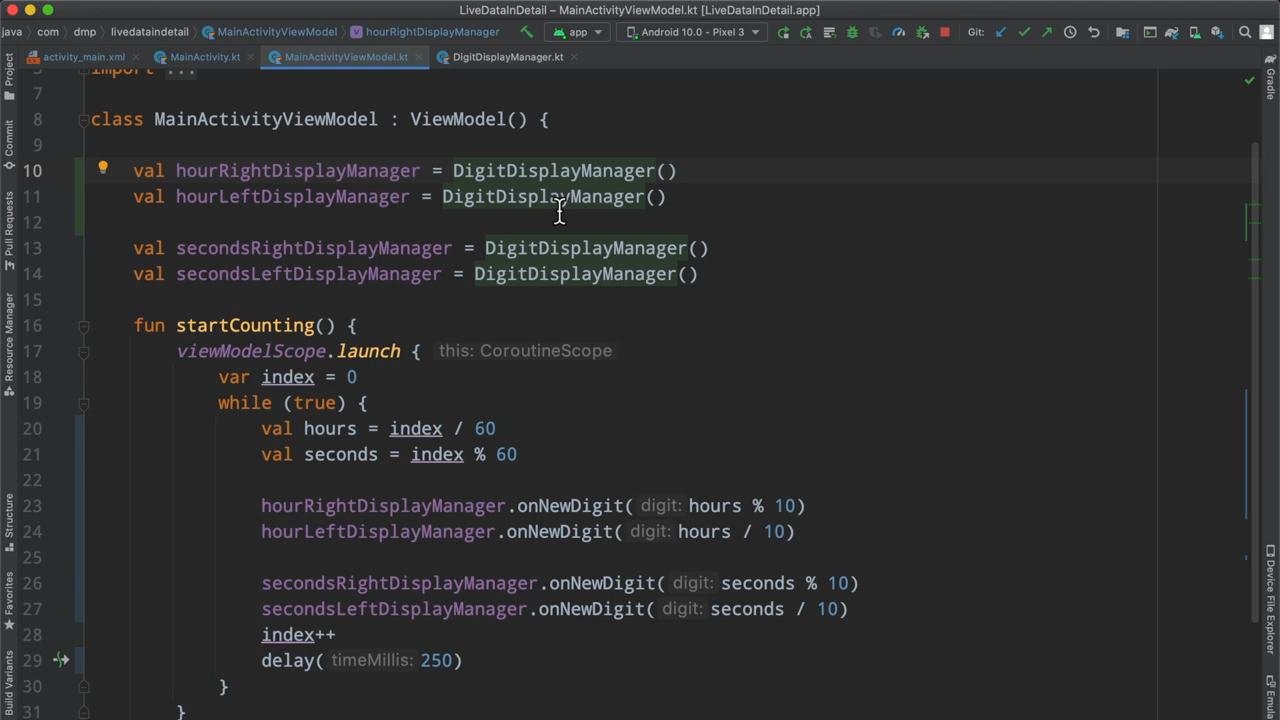 LiveDataInDetail – MainActivityViewModel.kt [LiveDataInDetail.app]
java › com › dmp › livedataindetail › MainActivityViewModel › hourRightDisplayManager
app
Android 10.0 - Pixel 3
Git:
activity_main.xml
MainActivity.kt
MainActivityViewModel.kt
DigitDisplayManager.kt
Project
Commit
Pull Requests
Resource Manager
Structure
Favorites
Build Variants
Gradle
Device File Explorer
5 import ...
7
8 class MainActivityViewModel : ViewModel() {
9
10 val hourRightDisplayManager = DigitDisplayManager()
11 val hourLeftDisplayManager = DigitDisplayManager()
12
13 val secondsRightDisplayManager = DigitDisplayManager()
14 val secondsLeftDisplayManager = DigitDisplayManager()
15
16 fun startCounting() {
17 viewModelScope.launch { this: CoroutineScope
18 var index = 0
19 while (true) {
20 val hours = index / 60
21 val seconds = index % 60
22
23 hourRightDisplayManager.onNewDigit( digit: hours % 10)
24 hourLeftDisplayManager.onNewDigit( digit: hours / 10)
25
26 secondsRightDisplayManager.onNewDigit( digit: seconds % 10)
27 secondsLeftDisplayManager.onNewDigit( digit: seconds / 10)
28 index++
29 delay( timeMillis: 250)
30 }
31 }